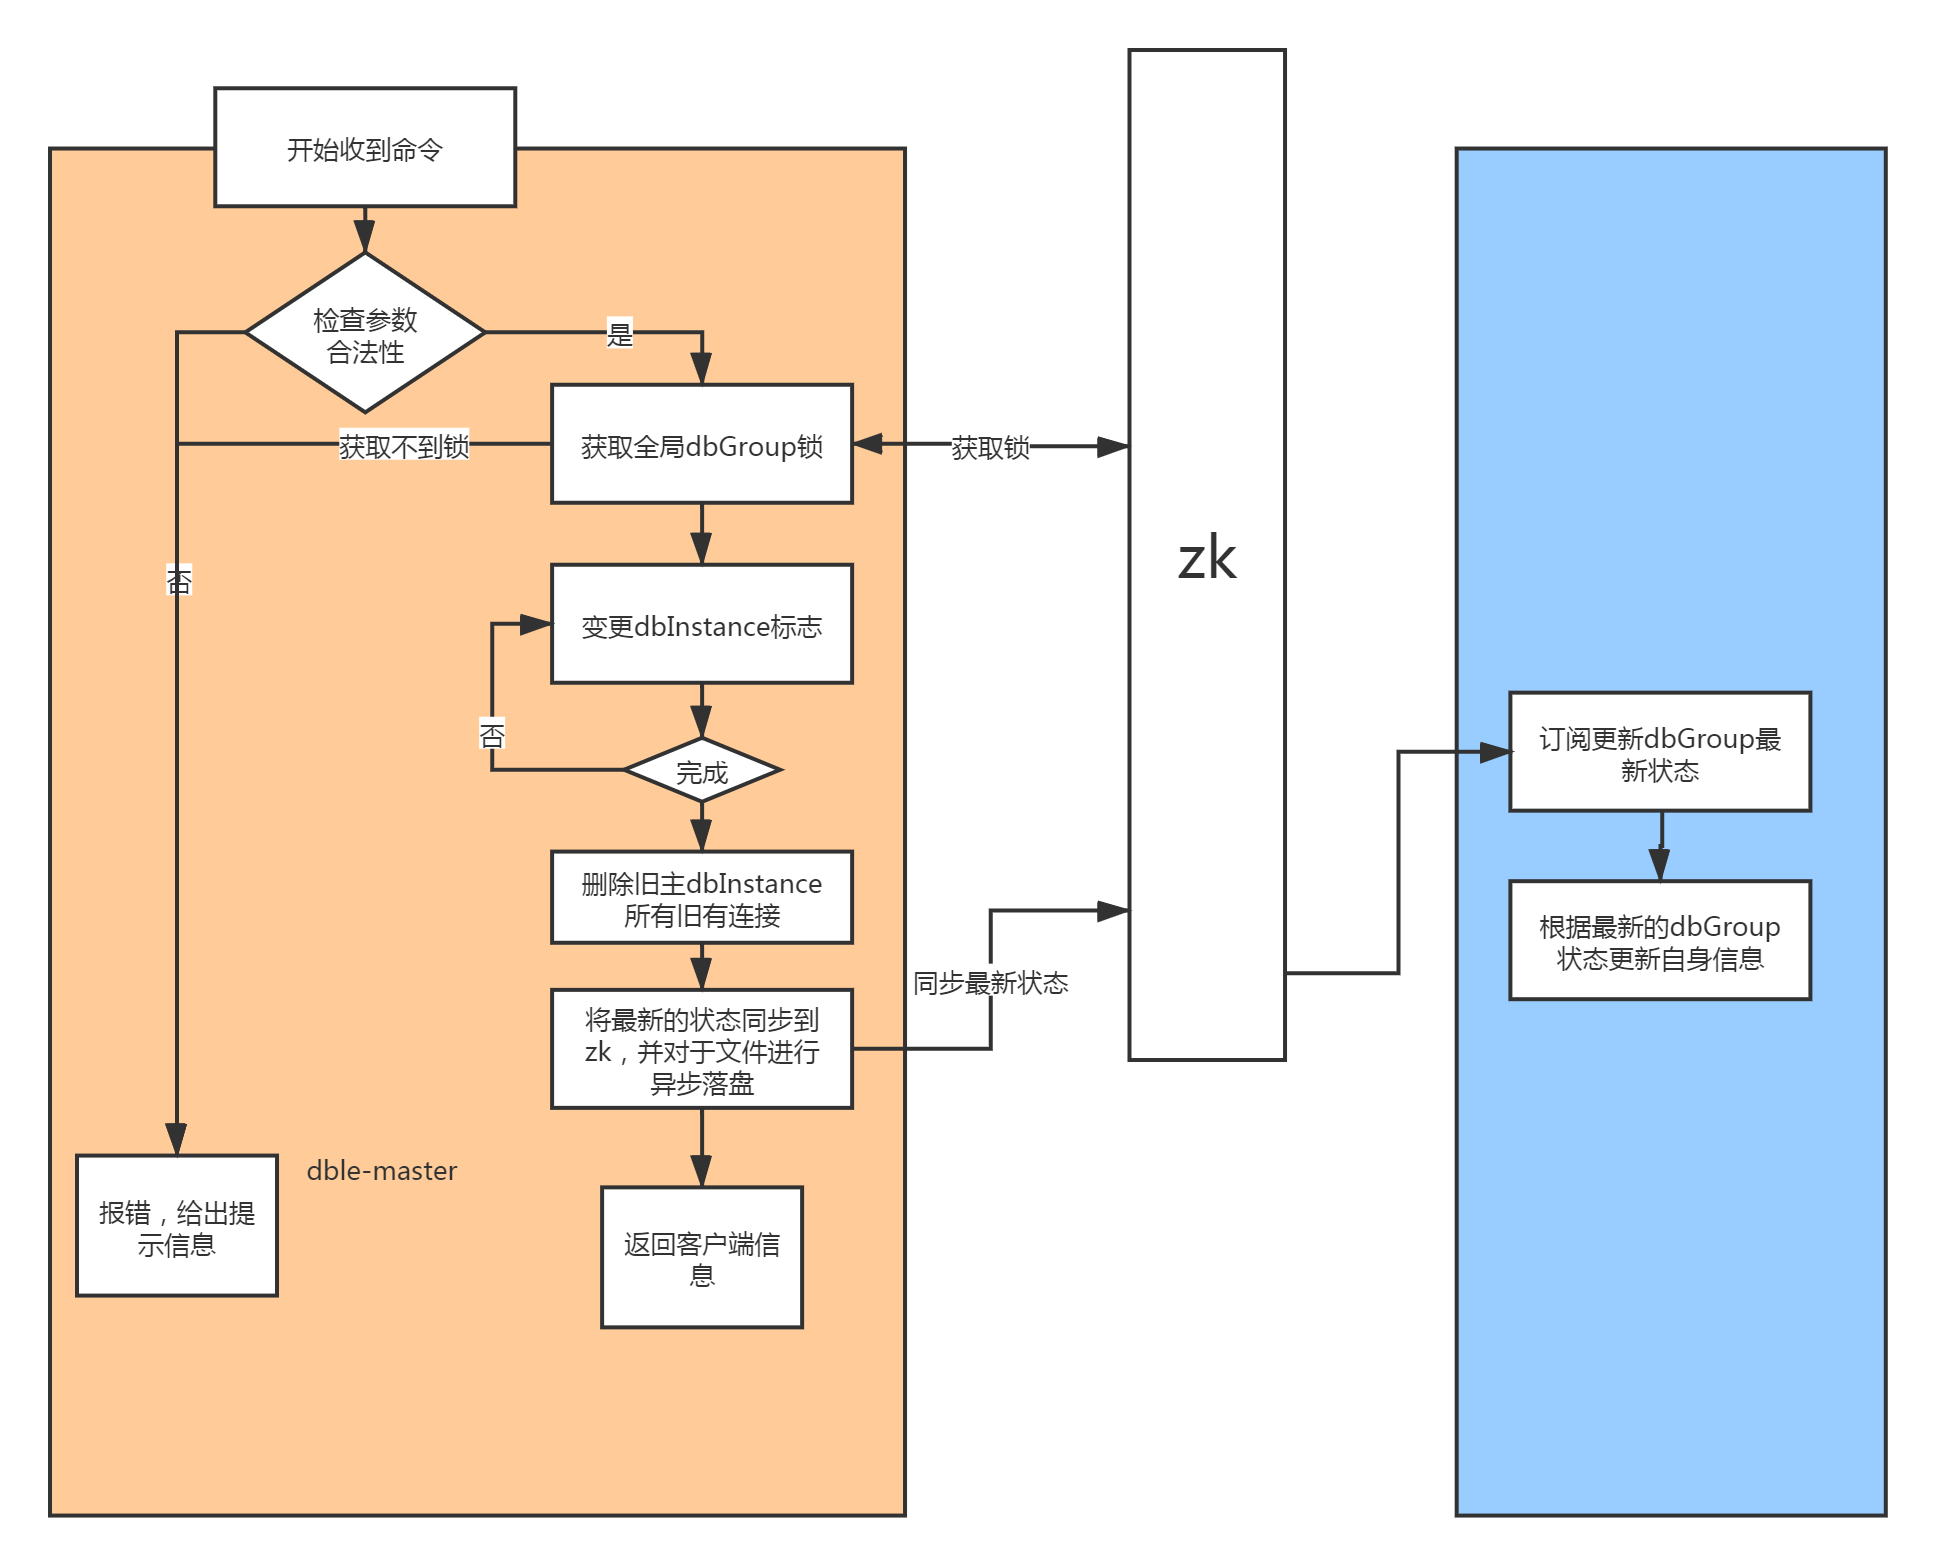 开始收到命令
检查参数
合法性
是
获取不到锁
获取全局dbGroup锁
获取锁
zk
否
变更dbInstance标志
否
完成
删除旧主dbInstance
所有旧有连接
同步最新状态
将最新的状态同步到
zk，并对于文件进行
异步落盘
dble-master
报错，给出提
示信息
返回客户端信
息
订阅更新dbGroup最
新状态
根据最新的dbGroup
状态更新自身信息